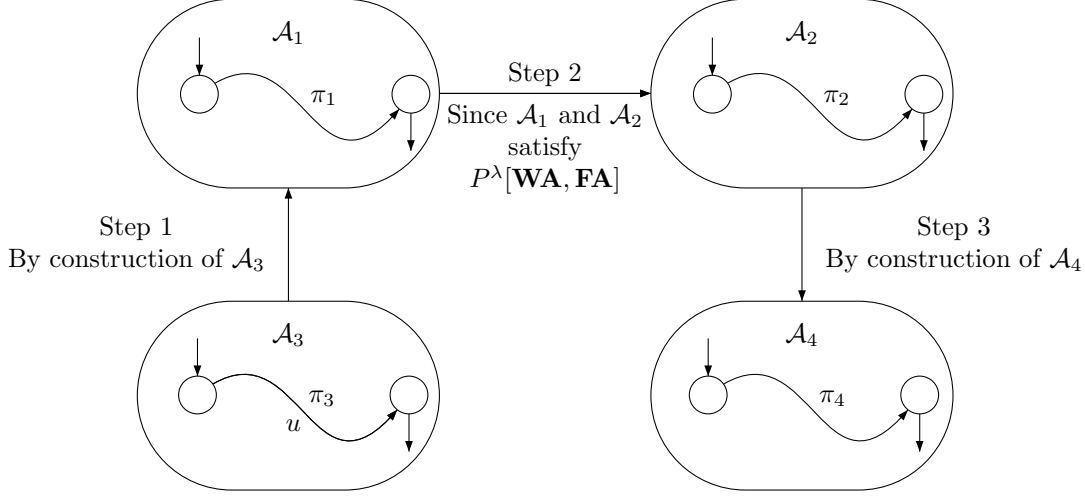 𝒜₁
π₁
Step 2
Since 𝒜₁ and 𝒜₂
satisfy
P^λ[WA, FA]
𝒜₂
π₂
Step 1
By construction of 𝒜₃
Step 3
By construction of 𝒜₄
𝒜₃
π₃
u
𝒜₄
π₄